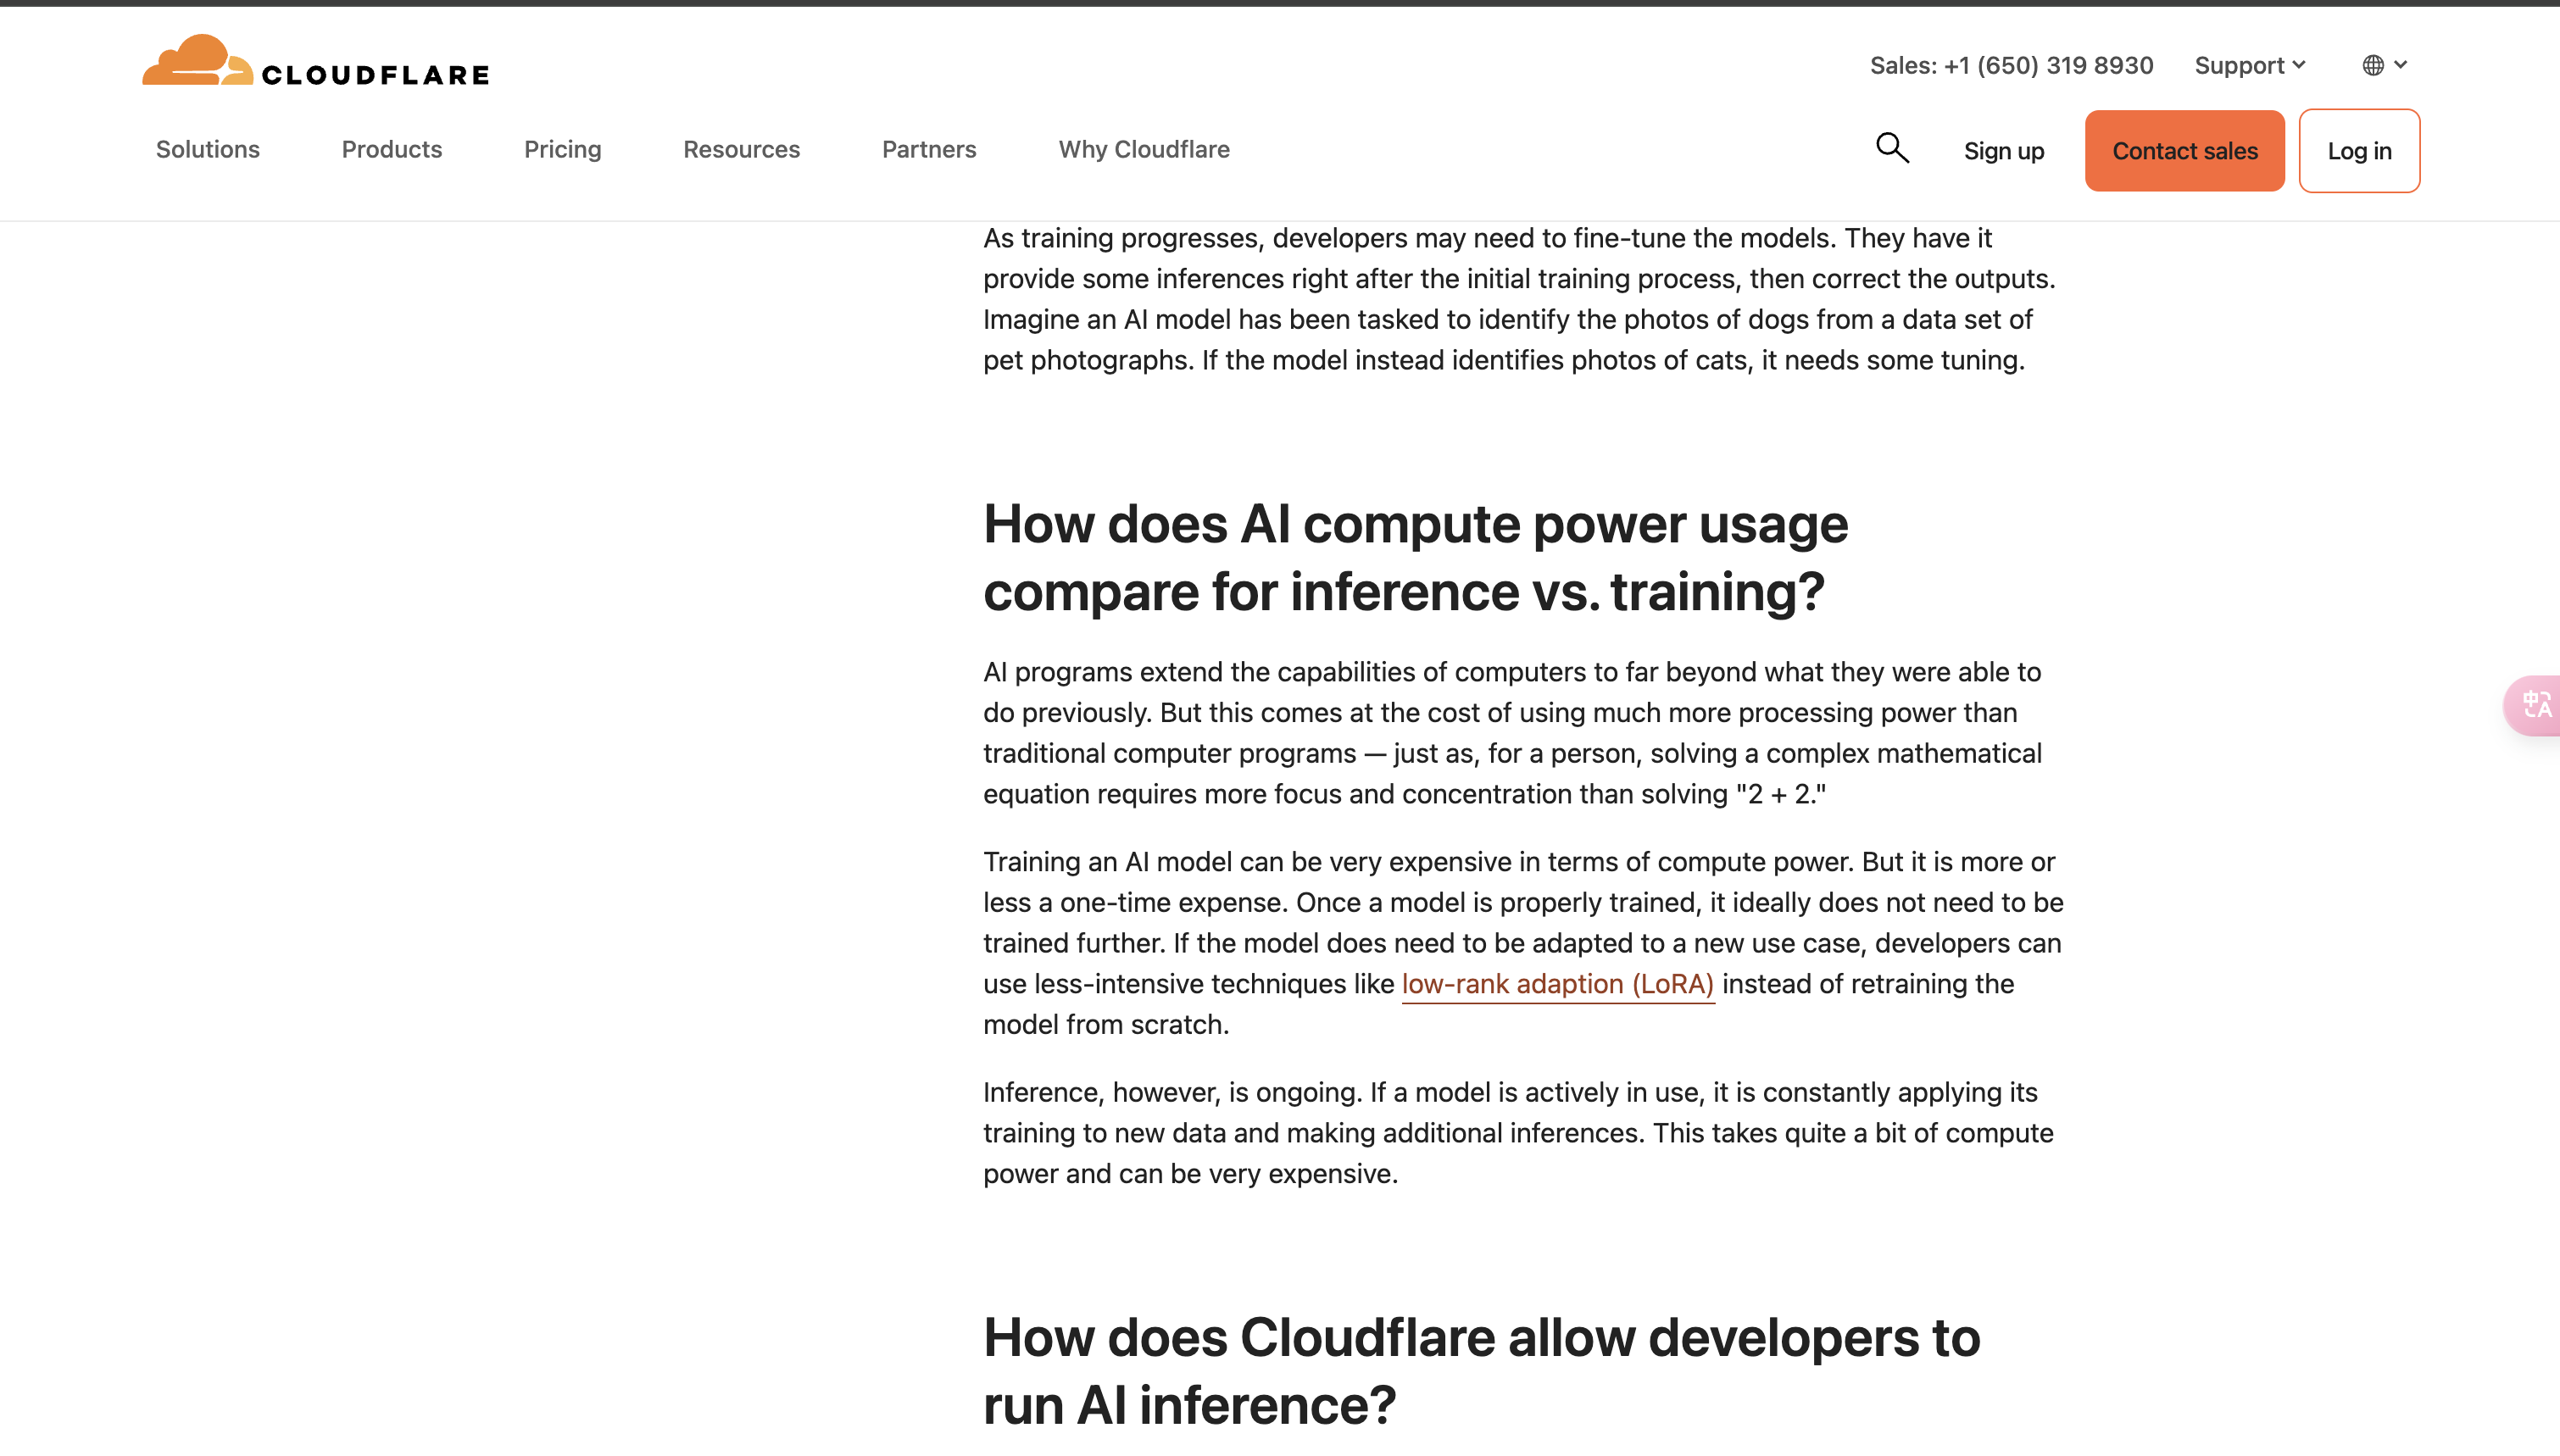 CLOUDFLARE
Sales: +1 (650) 319 8930
Support
Solutions
Products
Pricing
Resources
Partners
Why Cloudflare
Sign up
Contact sales
Log in
As training progresses, developers may need to fine-tune the models. They have it
provide some inferences right after the initial training process, then correct the outputs.
Imagine an AI model has been tasked to identify the photos of dogs from a data set of
pet photographs. If the model instead identifies photos of cats, it needs some tuning.
How does AI compute power usage
compare for inference vs. training?
AI programs extend the capabilities of computers to far beyond what they were able to
do previously. But this comes at the cost of using much more processing power than
traditional computer programs — just as, for a person, solving a complex mathematical
equation requires more focus and concentration than solving "2 + 2."
Training an AI model can be very expensive in terms of compute power. But it is more or
less a one-time expense. Once a model is properly trained, it ideally does not need to be
trained further. If the model does need to be adapted to a new use case, developers can
use less-intensive techniques like low-rank adaption (LoRA) instead of retraining the
model from scratch.
Inference, however, is ongoing. If a model is actively in use, it is constantly applying its
training to new data and making additional inferences. This takes quite a bit of compute
power and can be very expensive.
How does Cloudflare allow developers to
run AI inference?
中A